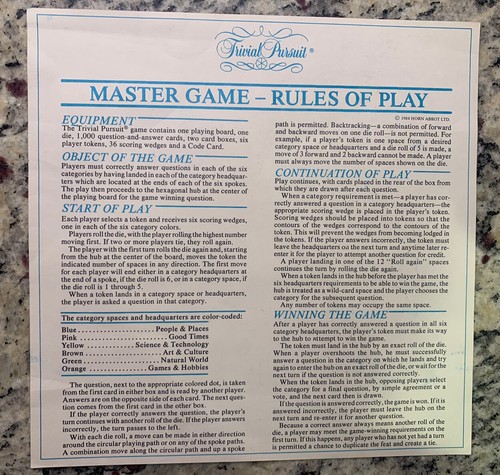 Trivial Pursuit®
MASTER GAME – RULES OF PLAY
© 1984 HORN ABBOT LTD.
EQUIPMENT
The Trivial Pursuit® game contains one playing board, one
die, 1,000 question-and-answer cards, two card boxes, six
player tokens, 36 scoring wedges and a Code Card.
OBJECT OF THE GAME
Players must correctly answer questions in each of the six
categories by having landed in each of the category headquar-
ters which are located at the ends of each of the six spokes.
The play then proceeds to the hexagonal hub at the center of
the playing board for the game winning question.
START OF PLAY
Each player selects a token and receives six scoring wedges,
one in each of the six category colors.
Players roll the die, with the player rolling the highest number
moving first. If two or more players tie, they roll again.
The player with the first turn rolls the die again and, starting
from the hub at the center of the board, moves the token the
indicated number of spaces in any direction. The first move
for each player will end either in a category headquarters at
the end of a spoke, if the die roll is 6, or in a category space, if
the die roll is 1 through 5.
When a token lands in a category space or headquarters, the
player is asked a question in that category.
The category spaces and headquarters are color-coded:
Blue . . . . . . . . . . . . . . . . . . . People & Places
Pink . . . . . . . . . . . . . . . . . . . . . Good Times
Yellow . . . . . . . . . . . . . Science & Technology
Brown . . . . . . . . . . . . . . . . . . . . Art & Culture
Green . . . . . . . . . . . . . . . . . . . . Natural World
Orange . . . . . . . . . . . . . . . Games & Hobbies
The question, next to the appropriate colored dot, is taken
from the first card in either box and is read by another player.
Answers are on the opposite side of each card. The next ques-
tion comes from the first card in the other box.
If the player correctly answers the question, the player's
turn continues with another roll of the die. If the player answers
incorrectly, the turn passes to the left.
With each die roll, a move can be made in either direction
around the circular playing path or on any of the spoke paths.
A combination move along the circular path and up a spoke
path is permitted. Backtracking—a combination of forward
and backward moves on one die roll—is not permitted. For
example, if a player's token is one space from a desired
category space or headquarters and a die roll of 5 is made, a
move of 3 forward and 2 backward cannot be made. A player
must always move the number of spaces shown on the die.
CONTINUATION OF PLAY
Play continues, with cards placed in the rear of the box from
which they are drawn after each question.
When a category requirement is met—a player has cor-
rectly answered a question in a category headquarters—the
appropriate scoring wedge is placed in the player's token.
Scoring wedges should be placed into tokens so that the
contours of the wedges correspond to the contours of the
token. This will prevent the wedges from becoming lodged
in the tokens. If the player answers incorrectly, the token must
leave the headquarters on the next turn and anytime later re-
enter it for the player to attempt another question for credit.
A player landing in one of the 12 "Roll again" spaces
continues the turn by rolling the die again.
When a token lands in the hub before the player has met the
six headquarters requirements to be able to win the game, the
hub is treated as a wild-card space and the player chooses the
category for the subsequent question.
Any number of tokens may occupy the same space.
WINNING THE GAME
After a player has correctly answered a question in all six
category headquarters, the player's token must make its way
to the hub to attempt to win the game.
The token must land in the hub by an exact roll of the die.
When a player overshoots the hub, he must successfully
answer a question in the category on which he lands and try
again to enter the hub on an exact roll of the die, or wait for the
next turn if the question is not answered correctly.
When the token lands in the hub, opposing players select
the category for a final question, by simple agreement or a
vote, and the next card is then drawn.
If the question is answered correctly, the game is won. If it is
answered incorrectly, the player must leave the hub on the
next turn and re-enter it for another question.
Because a correct answer always means another roll of the
die, a player may meet the game-winning requirements on the
first turn. If this happens, any player who has not yet had a turn
is permitted a chance to duplicate the feat and create a tie.